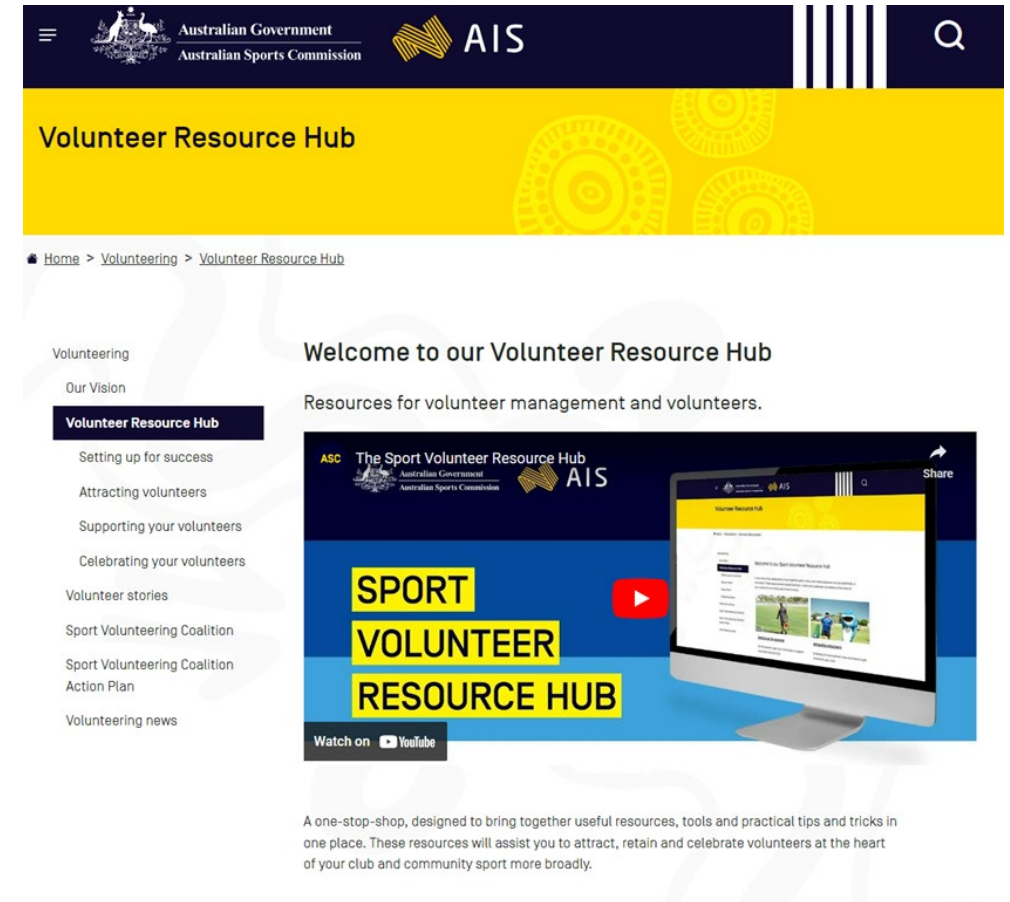 Australian Government
Australian Sports Commission
AIS
Volunteer Resource Hub
Home > Volunteering > Volunteer Resource Hub
Volunteering
Our Vision
Volunteer Resource Hub
Setting up for success
Attracting volunteers
Supporting your volunteers
Celebrating your volunteers
Volunteer stories
Sport Volunteering Coalition
Sport Volunteering Coalition
Action Plan
Volunteering news
Welcome to our Volunteer Resource Hub
Resources for volunteer management and volunteers.
ASC The Sport Volunteer Resource Hub
Share
Australian Government
Australian Sports Commission
AIS
AIS
Volunteer Resource Hub
SPORT
VOLUNTEER
RESOURCE HUB
Watch on YouTube
A one-stop-shop, designed to bring together useful resources, tools and practical tips and tricks in
one place. These resources will assist you to attract, retain and celebrate volunteers at the heart
of your club and community sport more broadly.